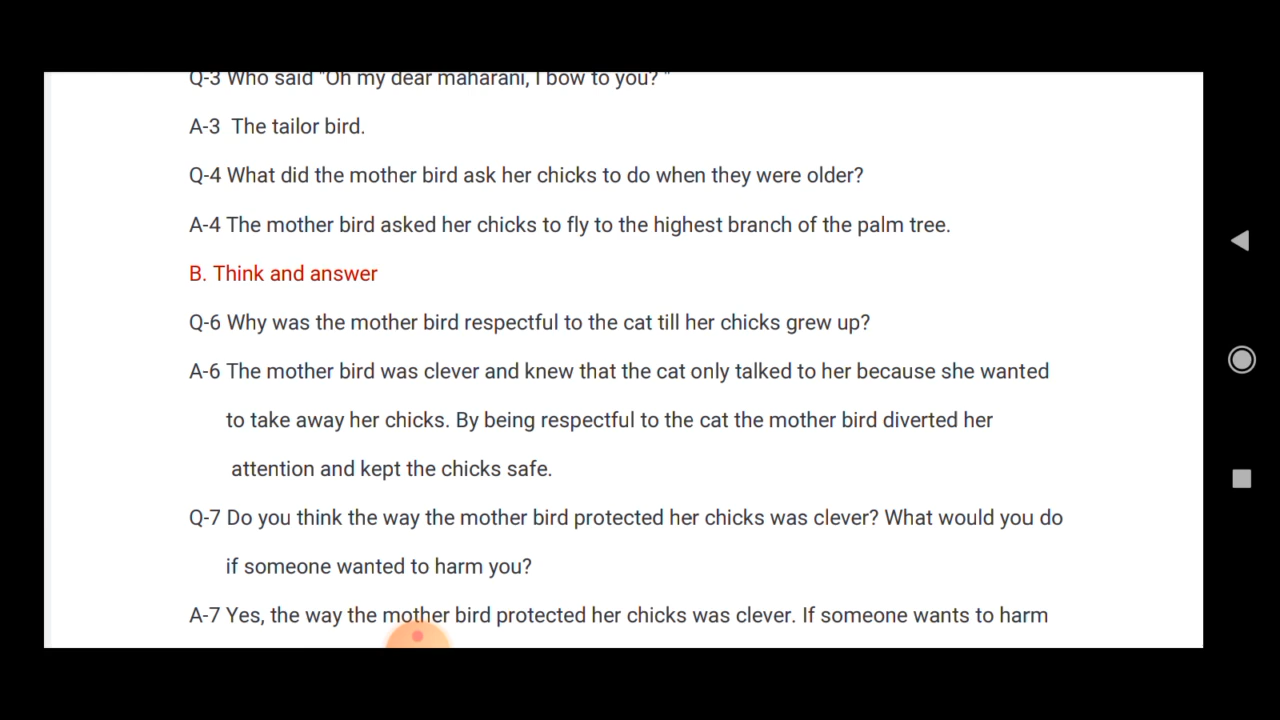 Q-3 Who said "Oh my dear maharani, I bow to you? "
A-3 The tailor bird.
Q-4 What did the mother bird ask her chicks to do when they were older?
A-4 The mother bird asked her chicks to fly to the highest branch of the palm tree.
B. Think and answer
Q-6 Why was the mother bird respectful to the cat till her chicks grew up?
A-6 The mother bird was clever and knew that the cat only talked to her because she wanted
to take away her chicks. By being respectful to the cat the mother bird diverted her
attention and kept the chicks safe.
Q-7 Do you think the way the mother bird protected her chicks was clever? What would you do
if someone wanted to harm you?
A-7 Yes, the way the mother bird protected her chicks was clever. If someone wants to harm